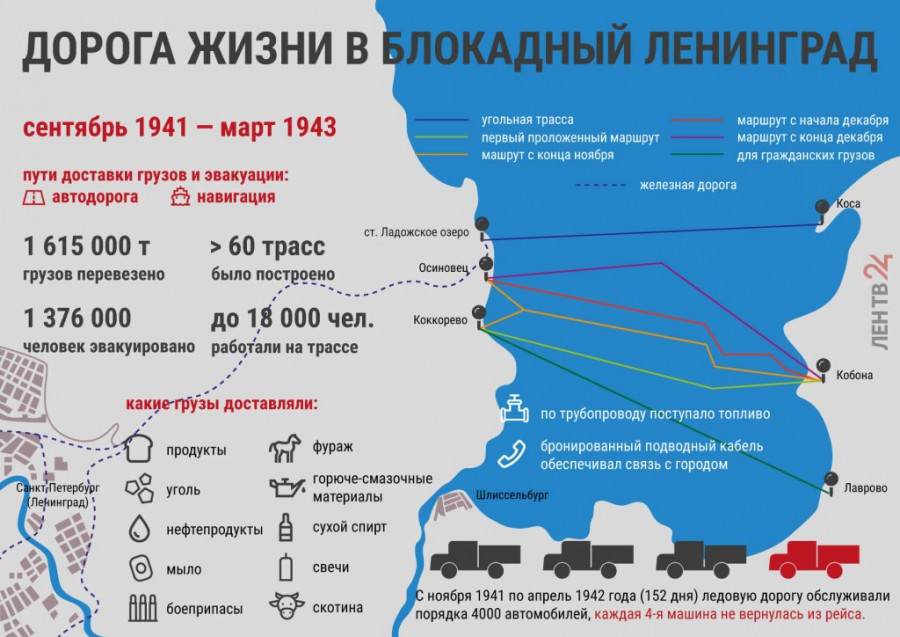 ДОРОГА ЖИЗНИ В БЛОКАДНЫЙ ЛЕНИНГРАД
сентябрь 1941 — март 1943
пути доставки грузов и эвакуации:
автодорога
навигация
1 615 000 т
грузов перевезено
> 60 трасс
было построено
1 376 000
человек эвакуировано
до 18 000 чел.
работали на трассе
угольная трасса
первый проложенный маршрут
машрут с конца ноября
маршрут с начала декабря
маршрут с конца декабря
для гражданских грузов
железная дорога
ст. Ладожское озеро
Осиновец
Коккорево
Коса
Кобона
Лаврово
ЛЕН ТВ 24
какие грузы доставляли:
продукты
уголь
нефтепродукты
мыло
боеприпасы
фураж
горюче-смазочные
материалы
сухой спирт
свечи
скотина
Санкт-Петербург
(Ленинград)
Шлиссельбург
по трубопроводу поступало топливо
бронированный подводный кабель
обеспечивал связь с городом
С ноября 1941 по апрель 1942 года (152 дня) ледовую дорогу обслуживали
порядка 4000 автомобилей, каждая 4-я машина не вернулась из рейса.